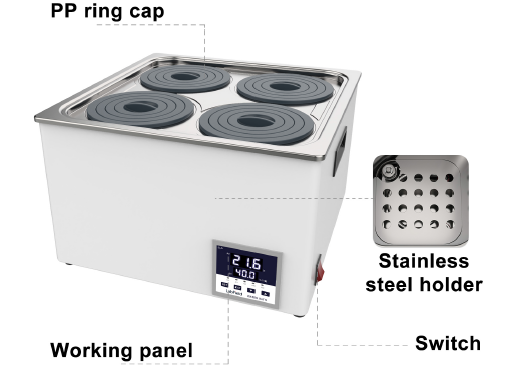 PP ring cap
21.6
40.0
Stainless
steel holder
Switch
Working panel